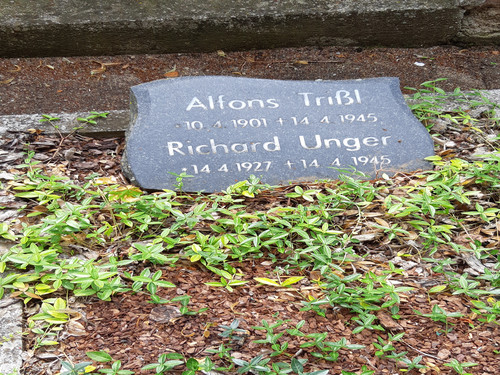 Alfons Trißl
*10.4.1901 †14.4.1945
Richard Unger
*14.4.1927 †14.4.1945